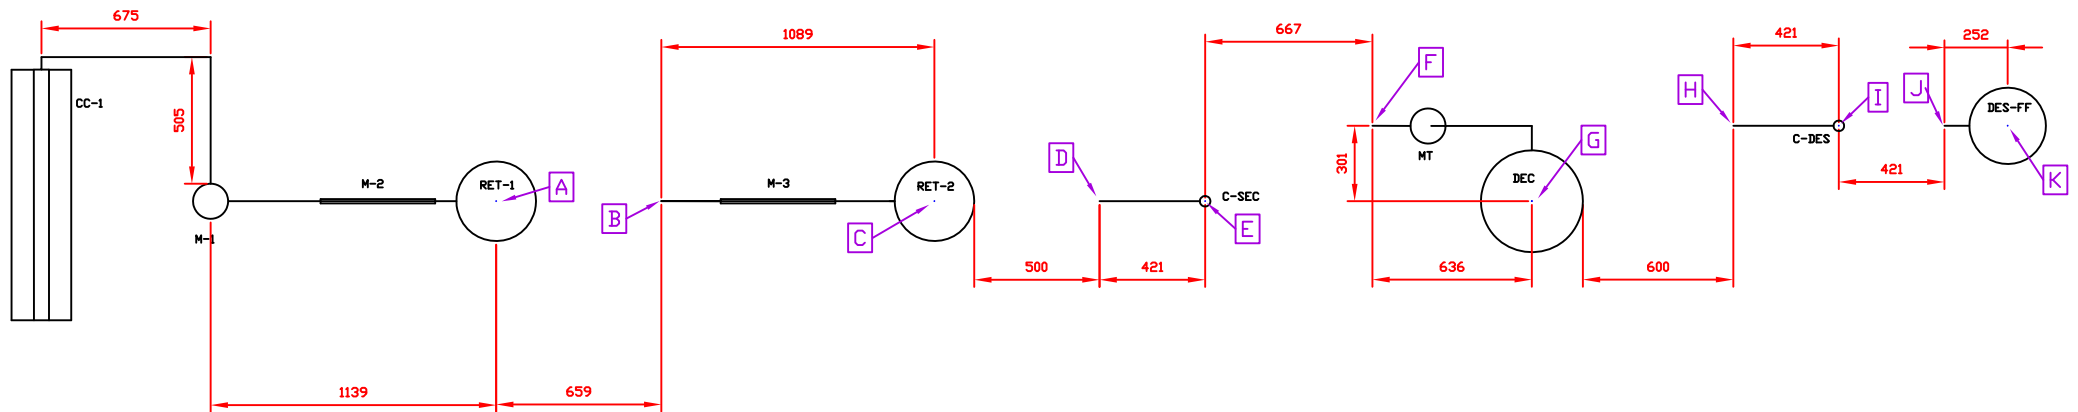 675
CC-1
505
M-1
M-2
RET-1
A
1139
659
B
1089
M-3
RET-2
C
500
D
421
C-SEC
E
667
F
MT
301
DEC
G
636
600
H
421
I
C-DES
421
J
252
DES-FF
K